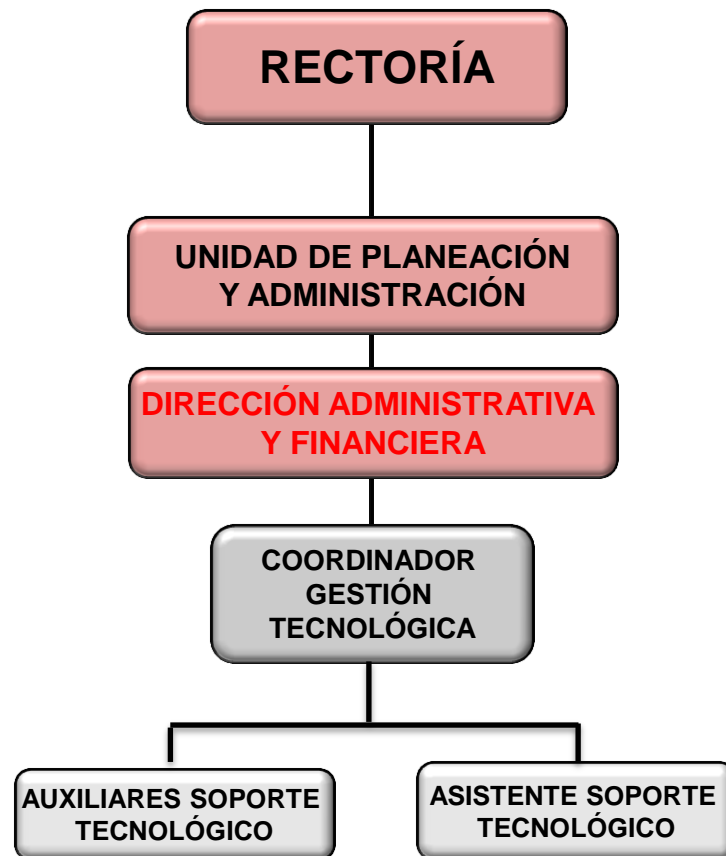 RECTORÍA
UNIDAD DE PLANEACIÓN
Y ADMINISTRACIÓN
DIRECCIÓN ADMINISTRATIVA
Y FINANCIERA
COORDINADOR
GESTIÓN
TECNOLÓGICA
AUXILIARES SOPORTE
TECNOLÓGICO
ASISTENTE SOPORTE
TECNOLÓGICO